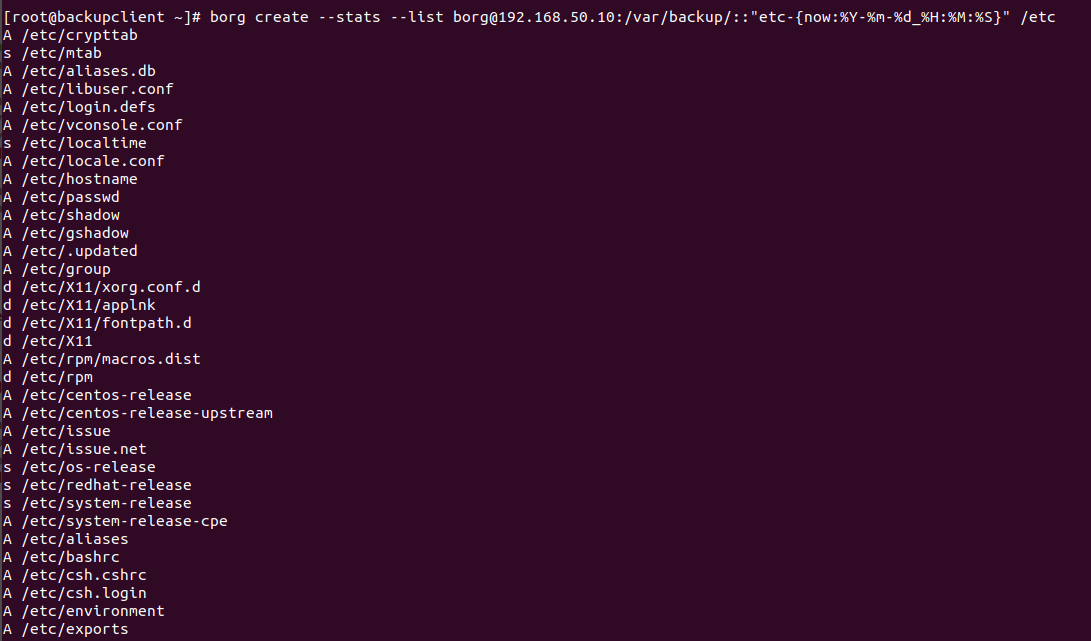 [root@backupclient ~]# borg create --stats --list borg@192.168.50.10:/var/backup/::"etc-{now:%Y-%m-%d_%H:%M:%S}" /etc
A /etc/crypttab
s /etc/mtab
A /etc/aliases.db
A /etc/libuser.conf
A /etc/login.defs
A /etc/vconsole.conf
s /etc/localtime
A /etc/locale.conf
A /etc/hostname
A /etc/passwd
A /etc/shadow
A /etc/gshadow
A /etc/.updated
A /etc/group
d /etc/X11/xorg.conf.d
d /etc/X11/applnk
d /etc/X11/fontpath.d
d /etc/X11
A /etc/rpm/macros.dist
d /etc/rpm
A /etc/centos-release
A /etc/centos-release-upstream
A /etc/issue
A /etc/issue.net
s /etc/os-release
s /etc/redhat-release
s /etc/system-release
A /etc/system-release-cpe
A /etc/aliases
A /etc/bashrc
A /etc/csh.cshrc
A /etc/csh.login
A /etc/environment
A /etc/exports